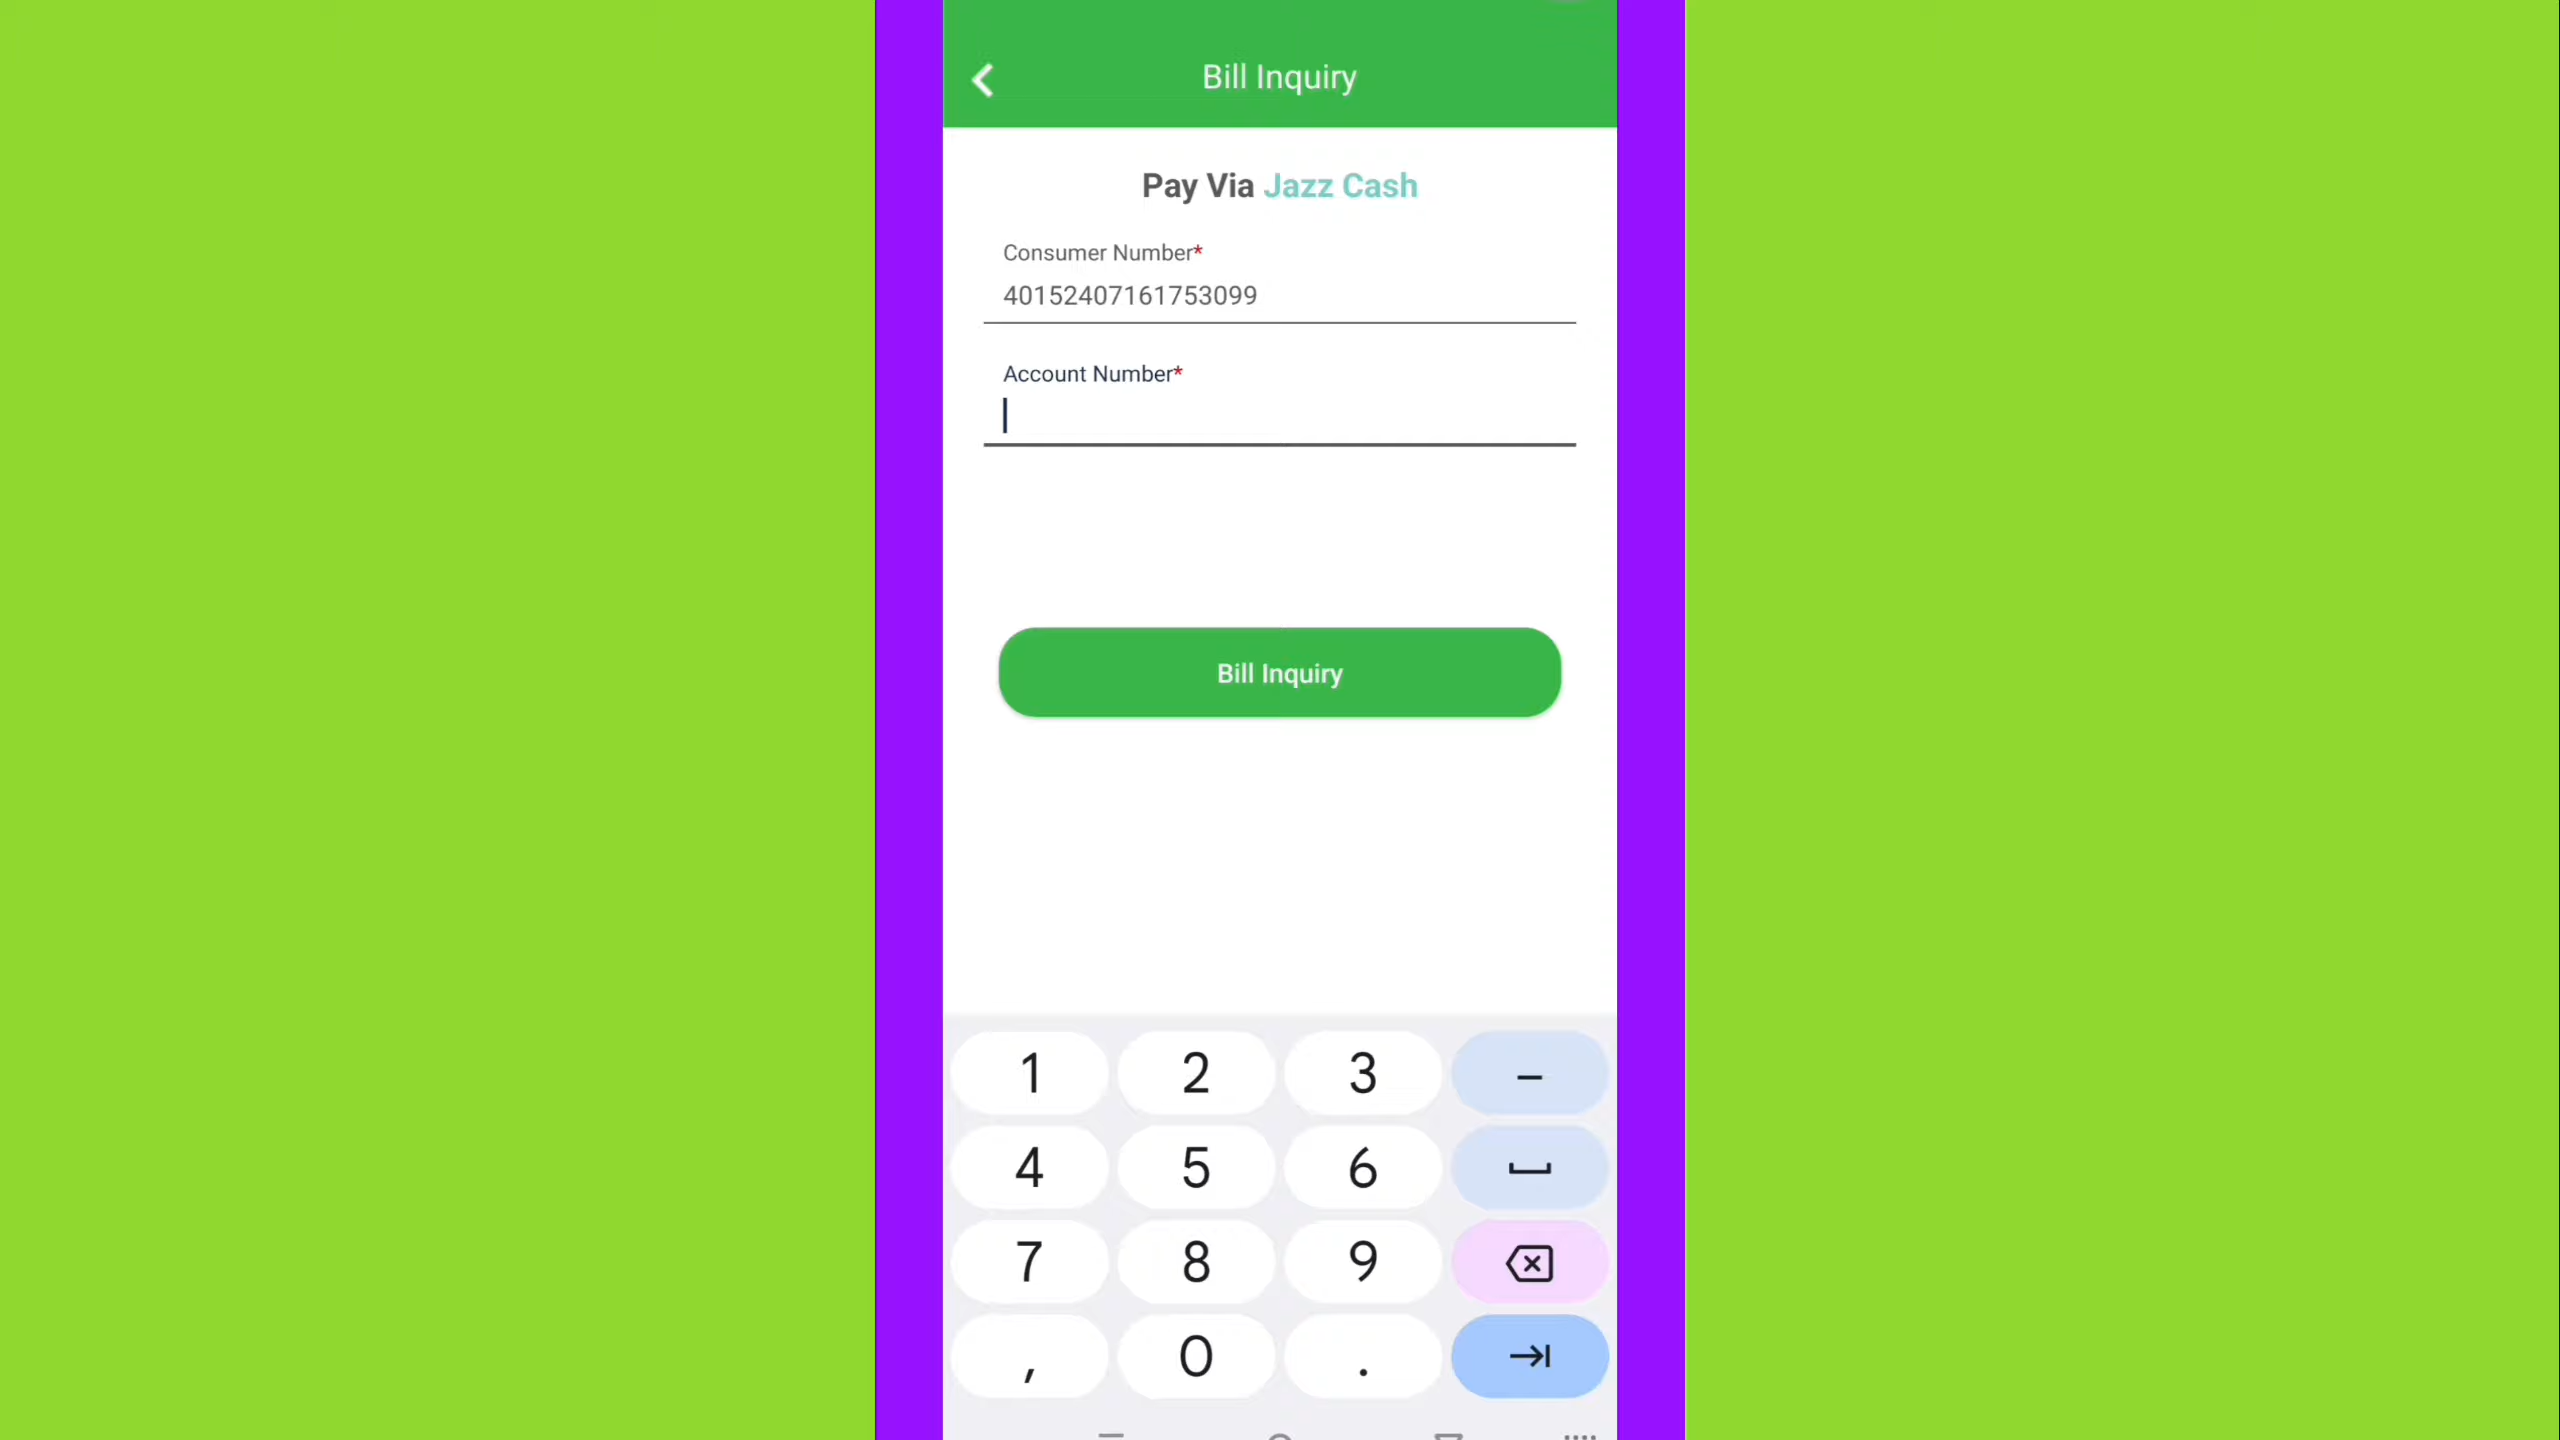 Bill Inquiry
Pay Via Jazz Cash
Consumer Number*
40152407161753099
Account Number*
Bill Inquiry
1 2 3 –
4 5 6
7 8 9
, 0 .